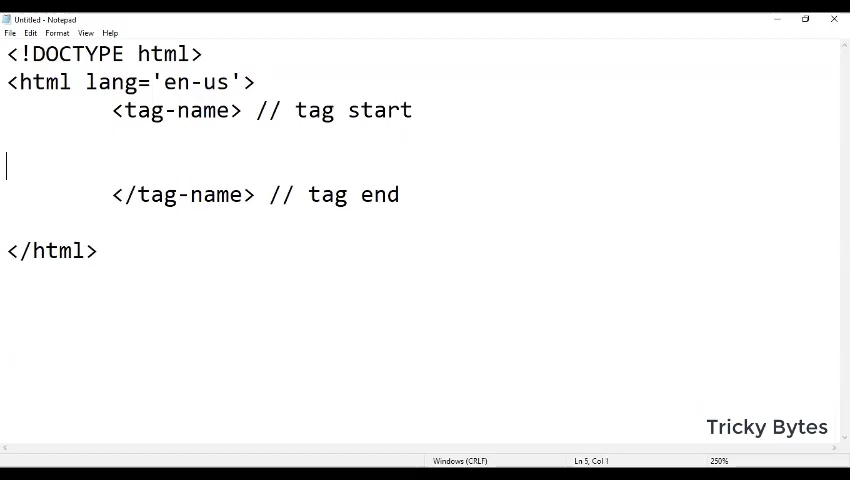 Untitled - Notepad
File Edit Format View Help
<!DOCTYPE html>
<html lang='en-us'>
<tag-name> // tag start
</tag-name> // tag end
</html>
Tricky Bytes
Windows (CRLF) Ln 5, Col 1 250%